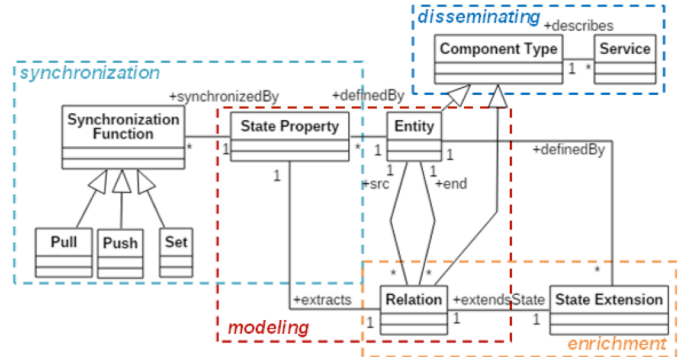 disseminating
+describes
Component Type
Service
1
*
synchronization
+synchronizedBy
+definedBy
Synchronization
Function
State Property
Entity
*
1
*
1
1
+definedBy
1
1
1
+src
+end
Pull
Push
Set
*
*
*
+extracts
Relation
+extendsState
State Extension
1
1
1
modeling
enrichment